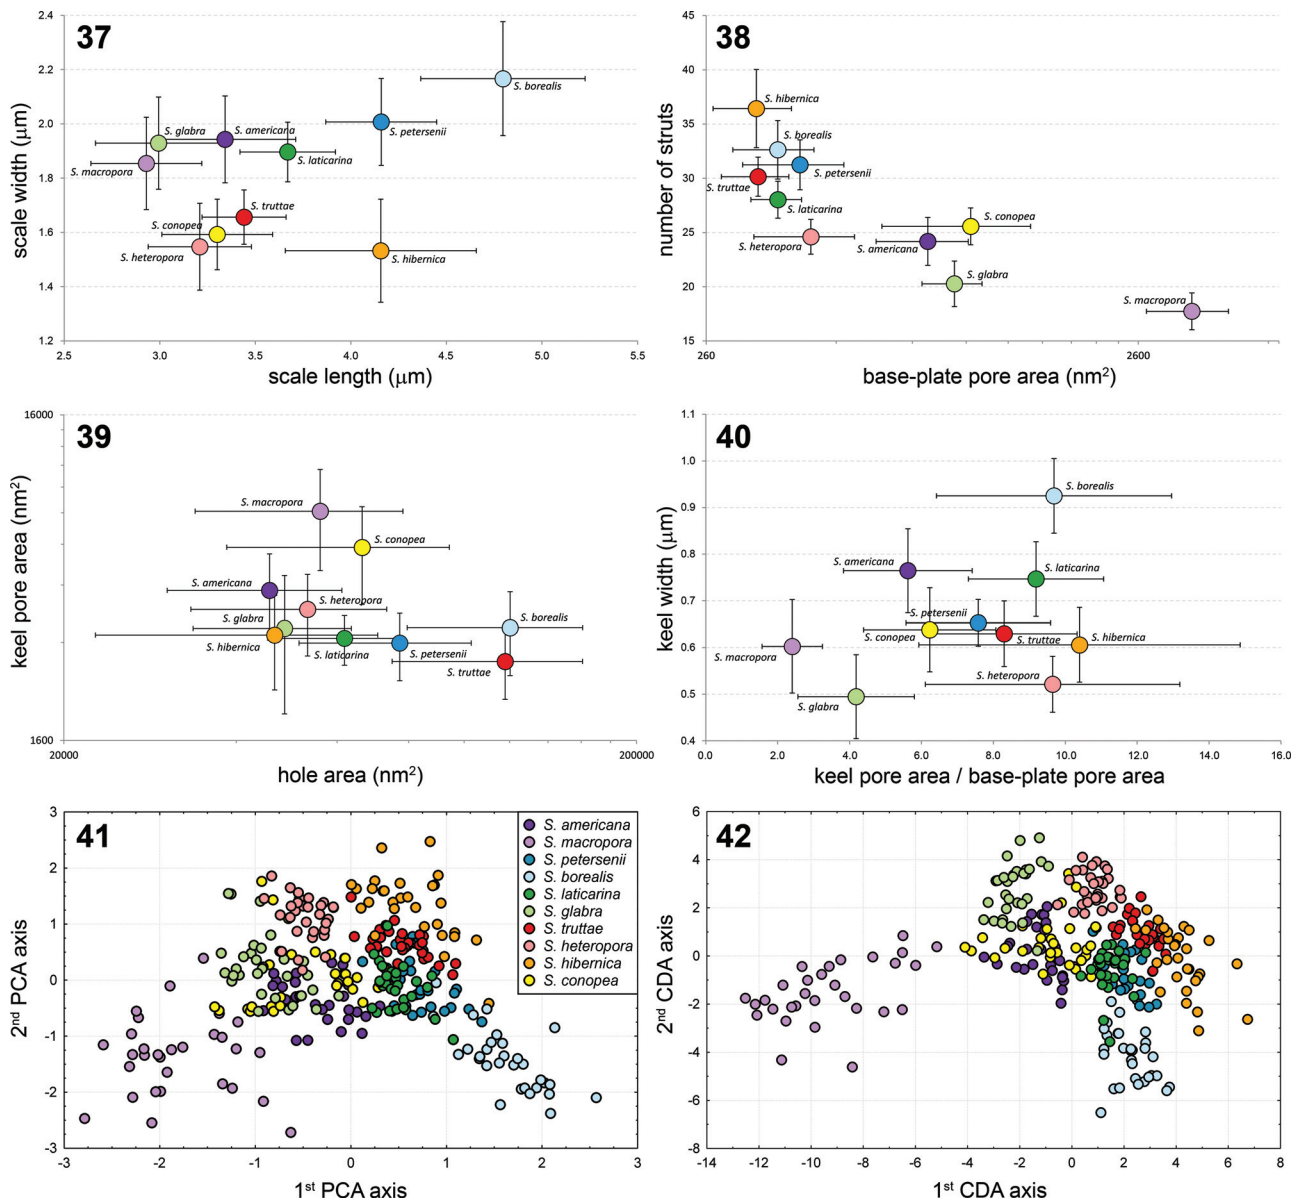 37
2.4
2.2
2.0
1.8
1.6
1.4
1.2
scale width (μm)
S. borealis
S. petersenii
S. glabra
S. americana
S. laticarina
S. macropora
S. truttae
S. conopea
S. heteropora
S. hibernica
2.5 3.0 3.5 4.0 4.5 5.0 5.5
scale length (μm)
38
45
40
35
30
25
20
15
number of struts
S. hibernica
S. borealis
S. petersenii
S. truttae
S. laticarina
S. heteropora
S. conopea
S. americana
S. glabra
S. macropora
260 2600
base-plate pore area (nm²)
39
16000
1600
keel pore area (nm²)
S. macropora
S. conopea
S. americana
S. heteropora
S. glabra
S. hibernica
S. laticarina
S. petersenii
S. borealis
S. truttae
20000 200000
hole area (nm²)
40
1.1
1.0
0.9
0.8
0.7
0.6
0.5
0.4
keel width (μm)
S. borealis
S. americana
S. laticarina
S. petersenii
S. conopea
S. truttae
S. hibernica
S. macropora
S. heteropora
S. glabra
0.0 2.0 4.0 6.0 8.0 10.0 12.0 14.0 16.0
keel pore area / base-plate pore area
41
3
2
1
0
-1
-2
-3
2nd PCA axis
S. americana
S. macropora
S. petersenii
S. borealis
S. laticarina
S. glabra
S. truttae
S. heteropora
S. hibernica
S. conopea
-3 -2 -1 0 1 2 3
1st PCA axis
42
6
4
2
0
-2
-4
-6
-8
2nd CDA axis
-14 -12 -10 -8 -6 -4 -2 0 2 4 6 8
1st CDA axis